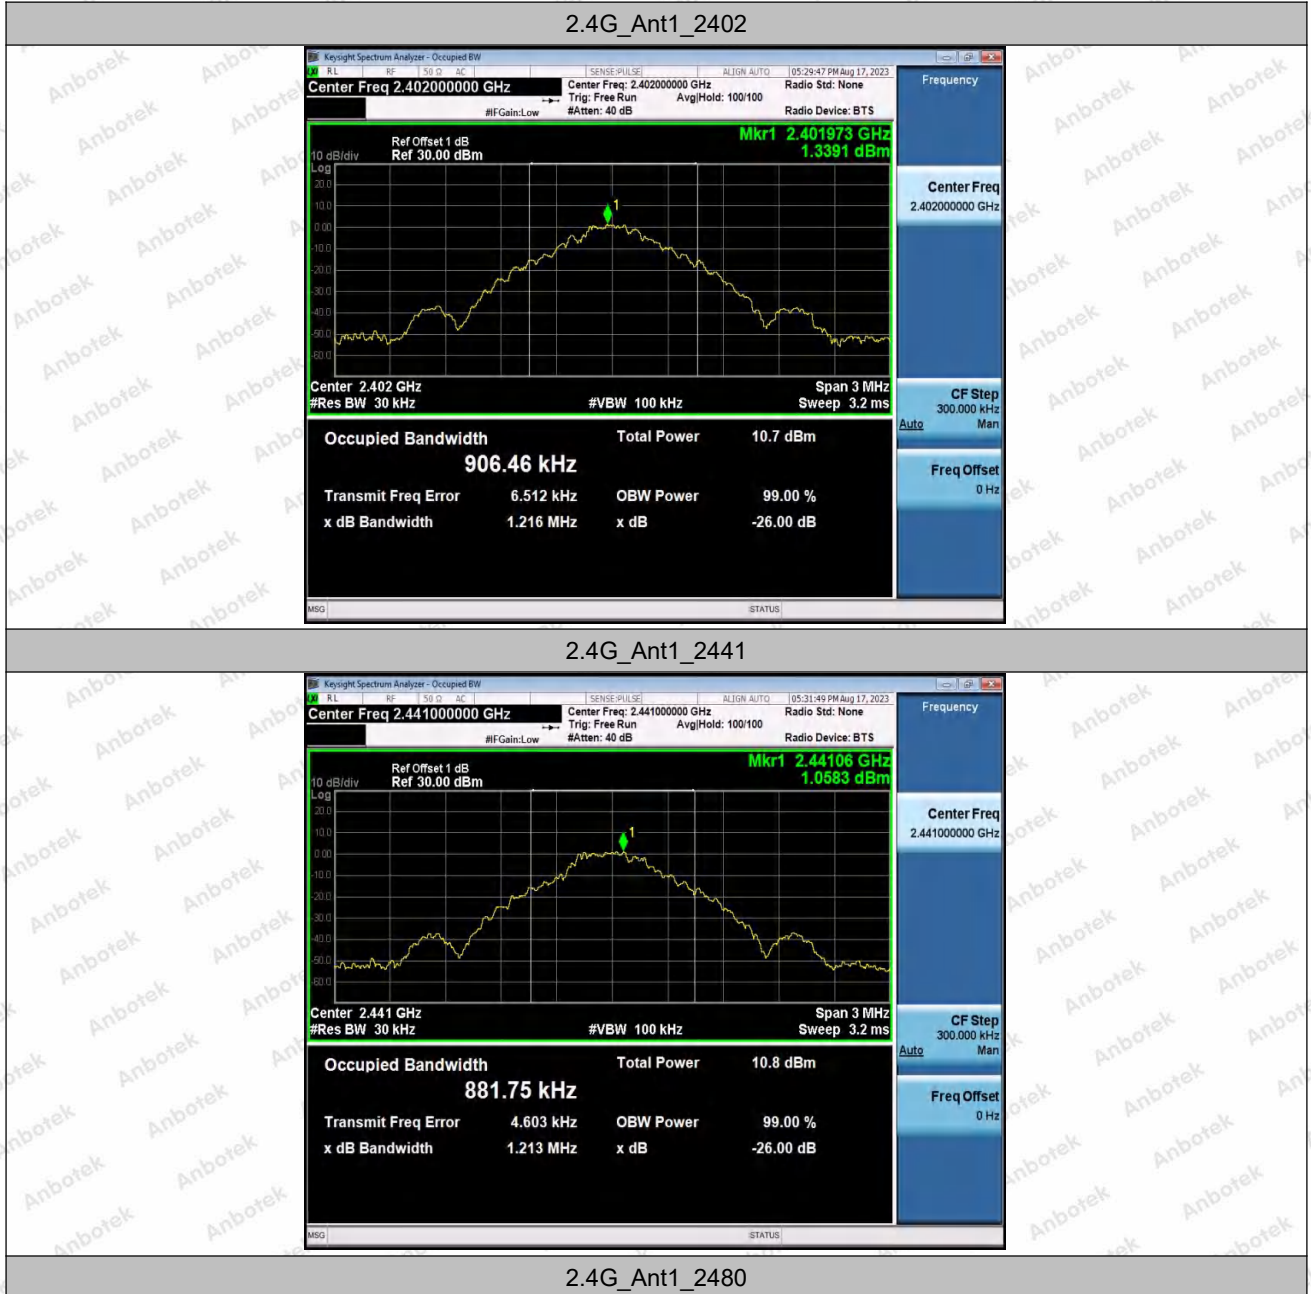 2.4G_Ant1_2402
Keysight Spectrum Analyzer - Occupied BW
RL RF 50 Ω AC SENSE:PULSE ALIGN AUTO 05:29:47 PM Aug 17, 2023
Center Freq 2.402000000 GHz
Center Freq: 2.402000000 GHz
Radio Std: None
Trig: Free Run Avg|Hold: 100/100
#IFGain:Low
#Atten: 40 dB
Radio Device: BTS
Frequency
Mkr1 2.401973 GHz
1.3391 dBm
Ref Offset 1 dB
10 dB/div Ref 30.00 dBm
Log
20.0
10.0
0.00
-10.0
-20.0
-30.0
-40.0
-50.0
-60.0
1
Center 2.402 GHz Span 3 MHz
#Res BW 30 kHz #VBW 100 kHz Sweep 3.2 ms
Center Freq
2.402000000 GHz
CF Step
300.000 kHz
Auto Man
Freq Offset
0 Hz
Occupied Bandwidth Total Power 10.7 dBm
906.46 kHz
Transmit Freq Error 6.512 kHz OBW Power 99.00 %
x dB Bandwidth 1.216 MHz x dB -26.00 dB
MSG STATUS
2.4G_Ant1_2441
Keysight Spectrum Analyzer - Occupied BW
RL RF 50 Ω AC SENSE:PULSE ALIGN AUTO 05:31:49 PM Aug 17, 2023
Center Freq 2.441000000 GHz
Center Freq: 2.441000000 GHz
Radio Std: None
Trig: Free Run Avg|Hold: 100/100
#IFGain:Low
#Atten: 40 dB
Radio Device: BTS
Frequency
Mkr1 2.44106 GHz
1.0583 dBm
Ref Offset 1 dB
10 dB/div Ref 30.00 dBm
Log
20.0
10.0
0.00
-10.0
-20.0
-30.0
-40.0
-50.0
-60.0
1
Center 2.441 GHz Span 3 MHz
#Res BW 30 kHz #VBW 100 kHz Sweep 3.2 ms
Center Freq
2.441000000 GHz
CF Step
300.000 kHz
Auto Man
Freq Offset
0 Hz
Occupied Bandwidth Total Power 10.8 dBm
881.75 kHz
Transmit Freq Error 4.603 kHz OBW Power 99.00 %
x dB Bandwidth 1.213 MHz x dB -26.00 dB
MSG STATUS
2.4G_Ant1_2480